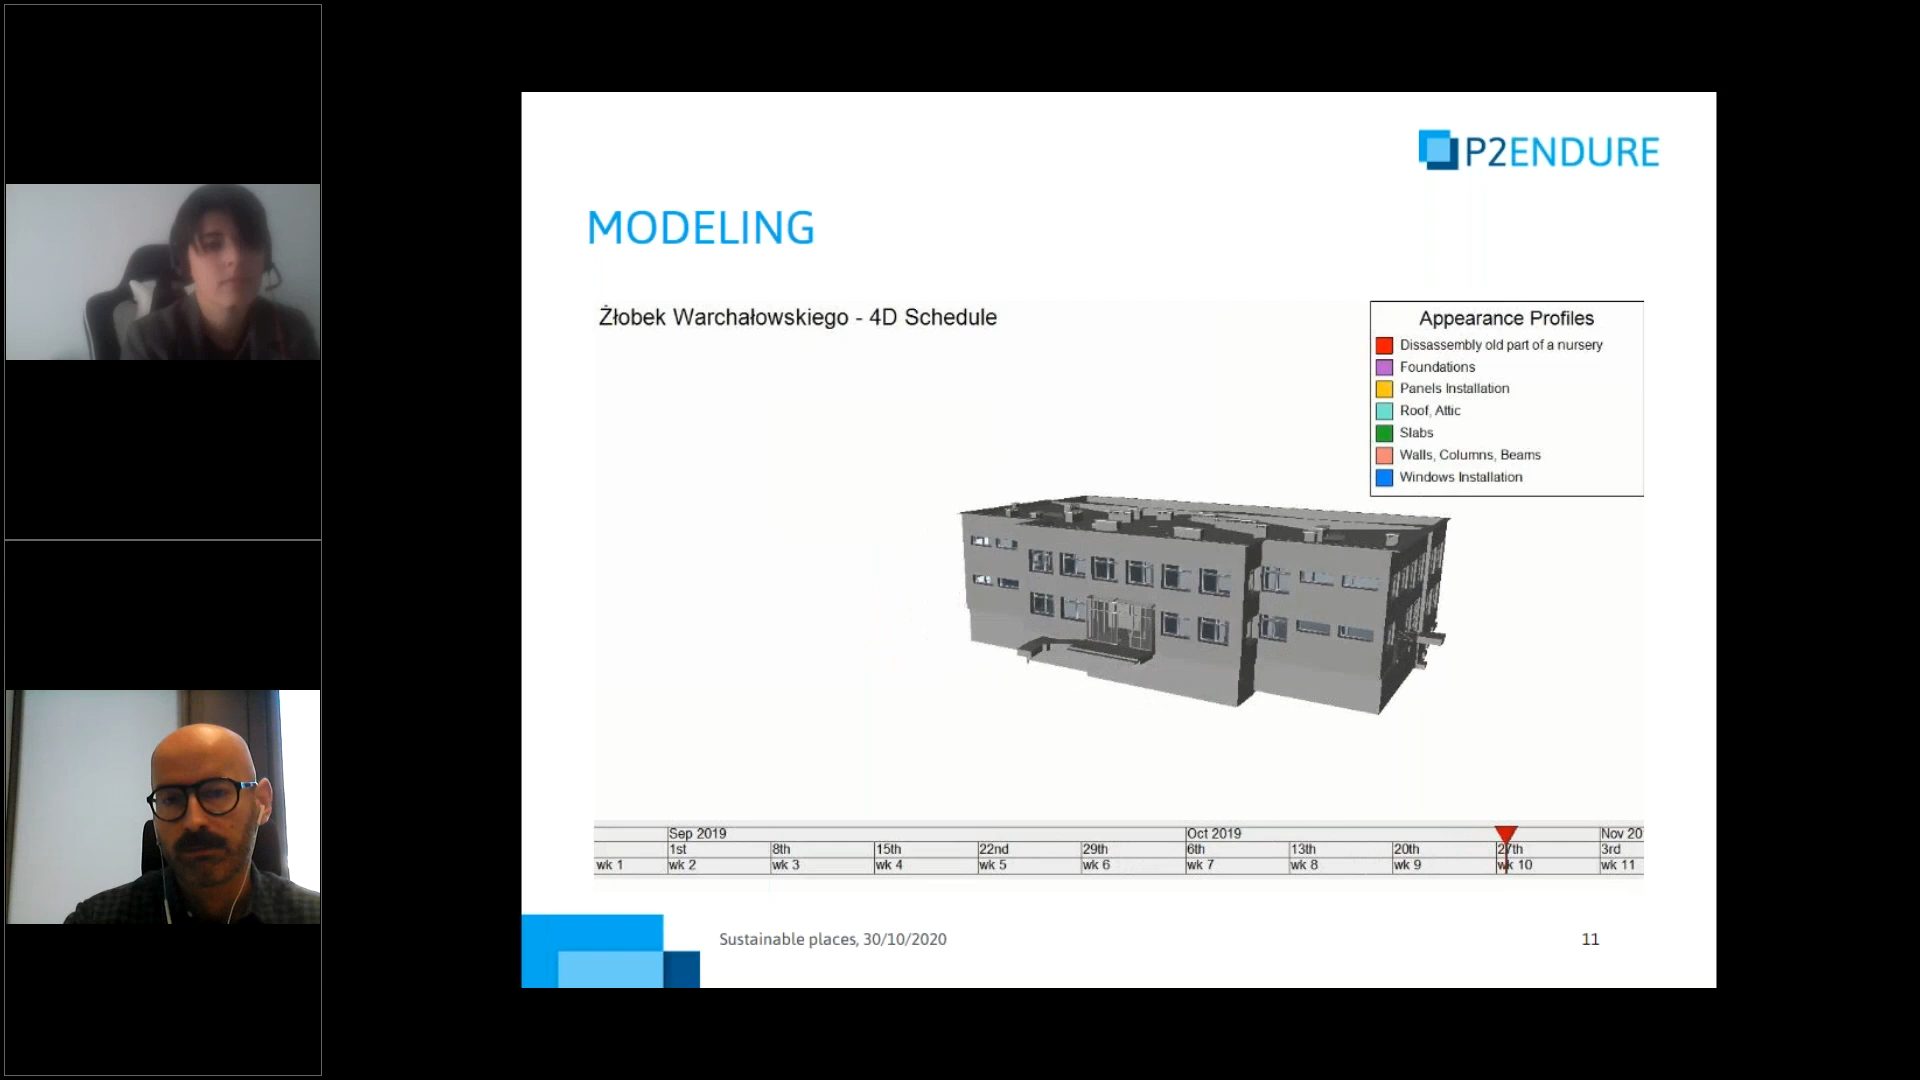 P2ENDURE
MODELING
Żłobek Warchałowskiego - 4D Schedule
Appearance Profiles
Dissassembly old part of a nursery
Foundations
Panels Installation
Roof, Attic
Slabs
Walls, Columns, Beams
Windows Installation
Sep 2019 Oct 2019 Nov 20
1st 8th 15th 22nd 29th 6th 13th 20th 27th 3rd
wk 1 wk 2 wk 3 wk 4 wk 5 wk 6 wk 7 wk 8 wk 9 wk 10 wk 11
Sustainable places, 30/10/2020
11